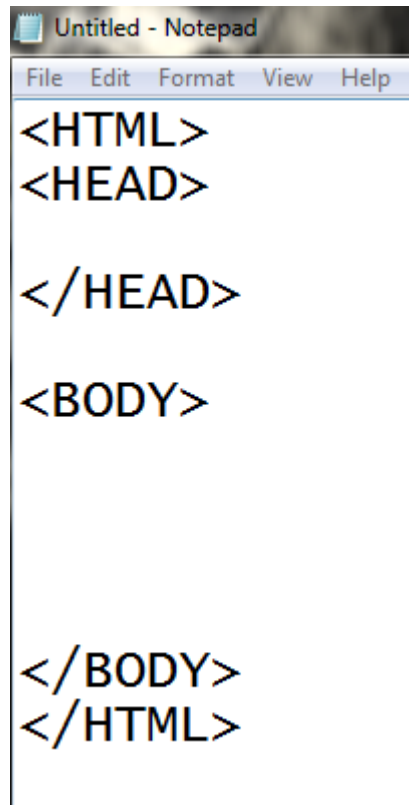 Untitled - Notepad
File Edit Format View Help
<HTML>
<HEAD>
</HEAD>
<BODY>
</BODY>
</HTML>